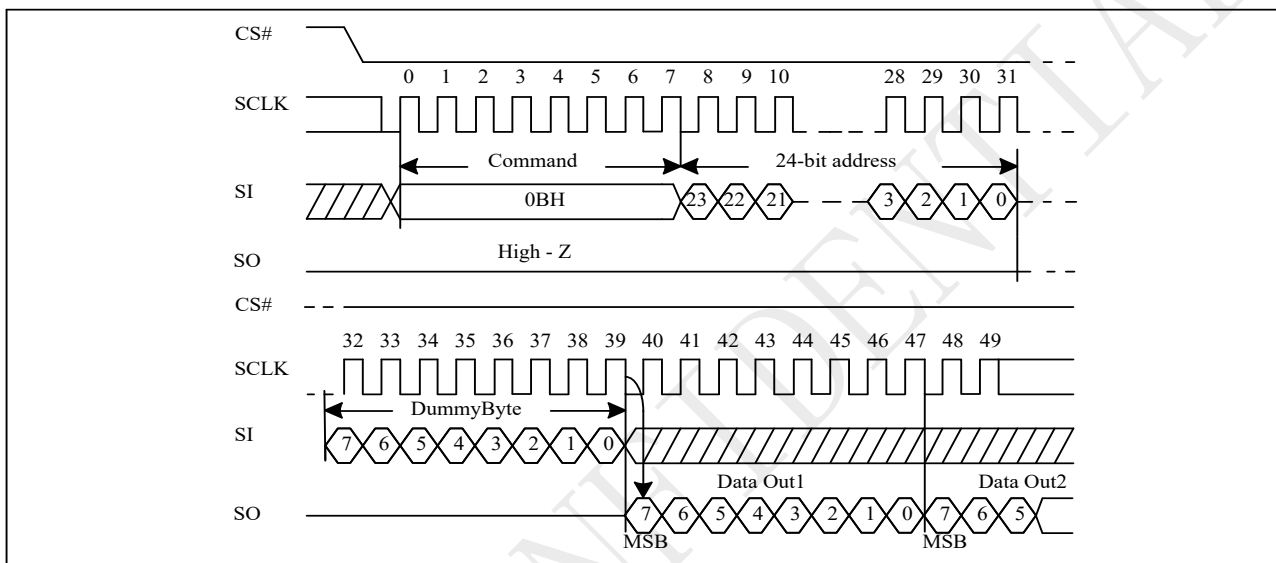 CS#
0 1 2 3 4 5 6 7 8 9 10 28 29 30 31
SCLK
Command 24-bit address
SI 0BH 23 22 21 3 2 1 0
High - Z
SO
CS#
32 33 34 35 36 37 38 39 40 41 42 43 44 45 46 47 48 49
SCLK
DummyByte
SI 7 6 5 4 3 2 1 0
Data Out1 Data Out2
SO 7 6 5 4 3 2 1 0 7 6 5
MSB MSB